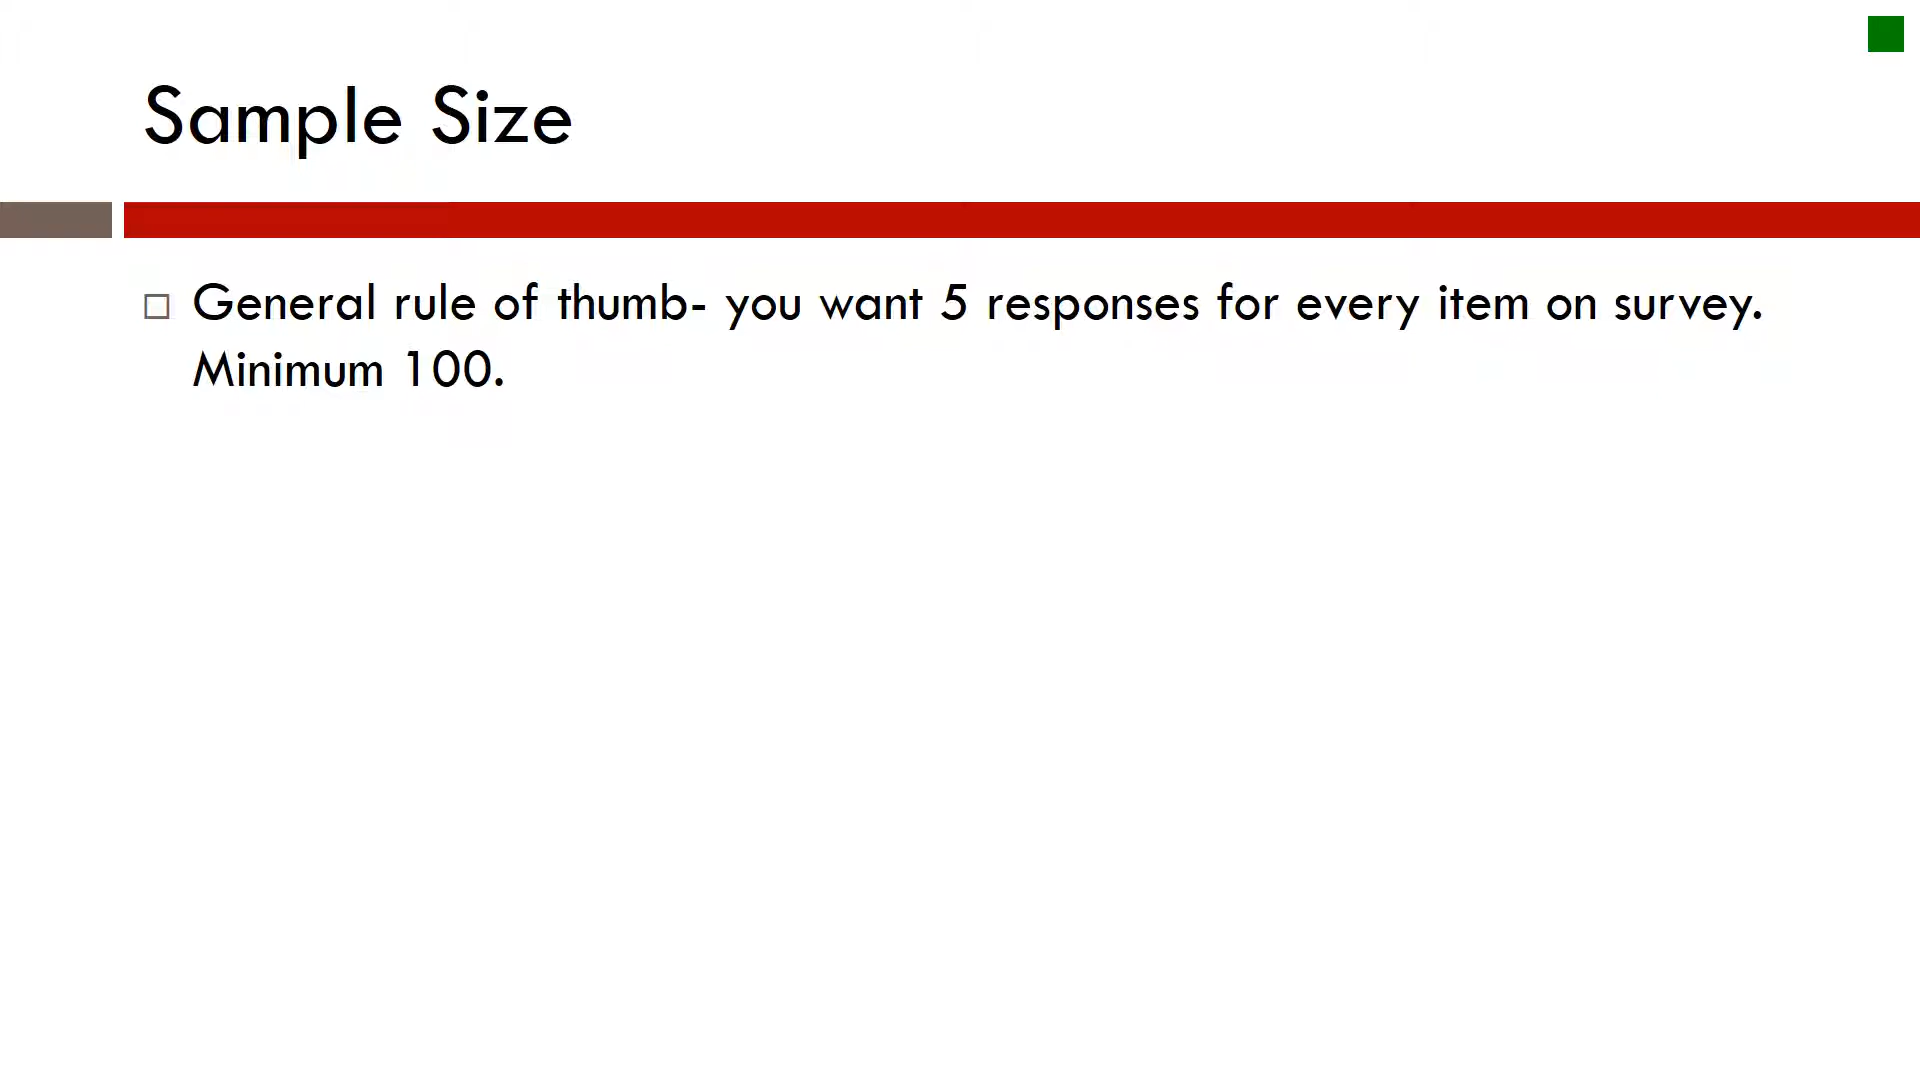 Sample Size
General rule of thumb- you want 5 responses for every item on survey.
Minimum 100.